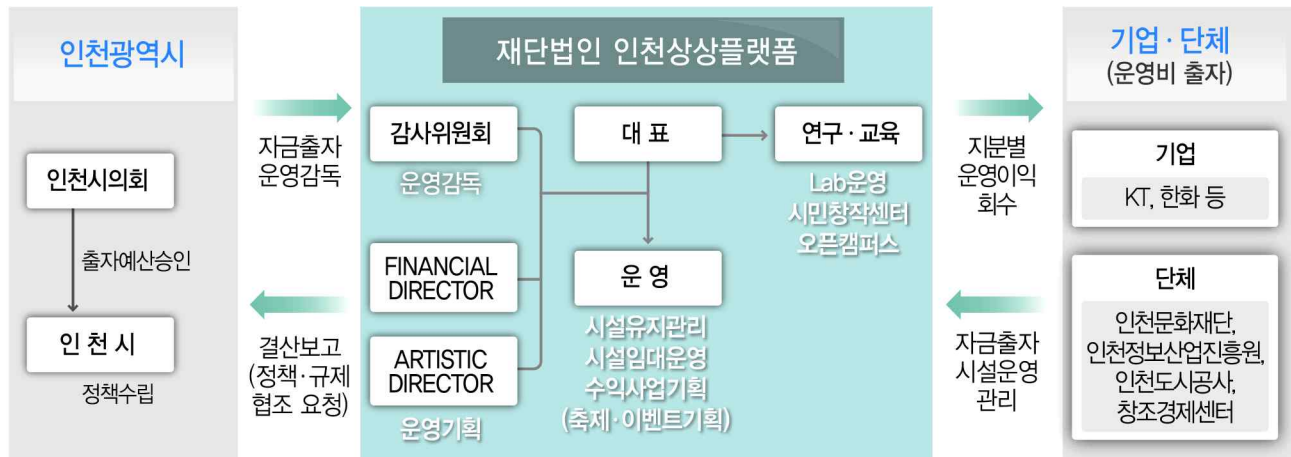 인천광역시
인천시의회
출자예산승인
인 천 시
정책수립
자금출자
운영감독
결산보고
(정책·규제
협조 요청)
재단법인 인천상상플랫폼
감사위원회
운영감독
FINANCIAL
DIRECTOR
ARTISTIC
DIRECTOR
운영기획
대 표
운 영
시설유지관리
시설임대운영
수익사업기획
(축제·이벤트기획)
연구·교육
Lab운영
시민창작센터
오픈캠퍼스
지분별
운영이익
회수
자금출자
시설운영
관리
기업·단체
(운영비 출자)
기업
KT, 한화 등
단체
인천문화재단,
인천정보산업진흥원,
인천도시공사,
창조경제센터